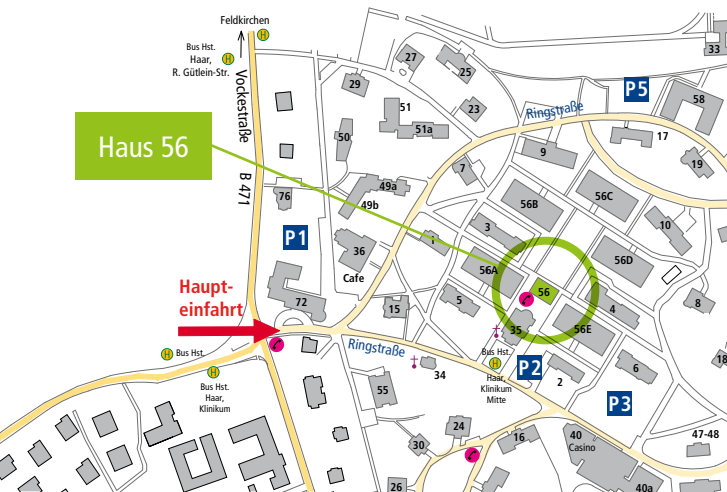 Feldkirchen
H
Bus Hst.
Haar,
R. Gütlein-Str.
H
Vockestraße
B 471
Haus 56
27
25
29
23
51
51a
50
49a
49b
76
P1
36
Cafe
Haupt-
einfahrt
72
15
Ringstraße
P5
33
58
17
19
9
7
56B
56C
10
3
1
56A
56D
56
8
5
4
35
56E
18
H Bus Hst.
H
Bus Hst.
Haar,
Klinikum
Ringstraße
34
Bus Hst.
H
Haar,
Klinikum
Mitte
P2
2
6
P3
55
24
30
16
40
Casino
47-48
26
40a